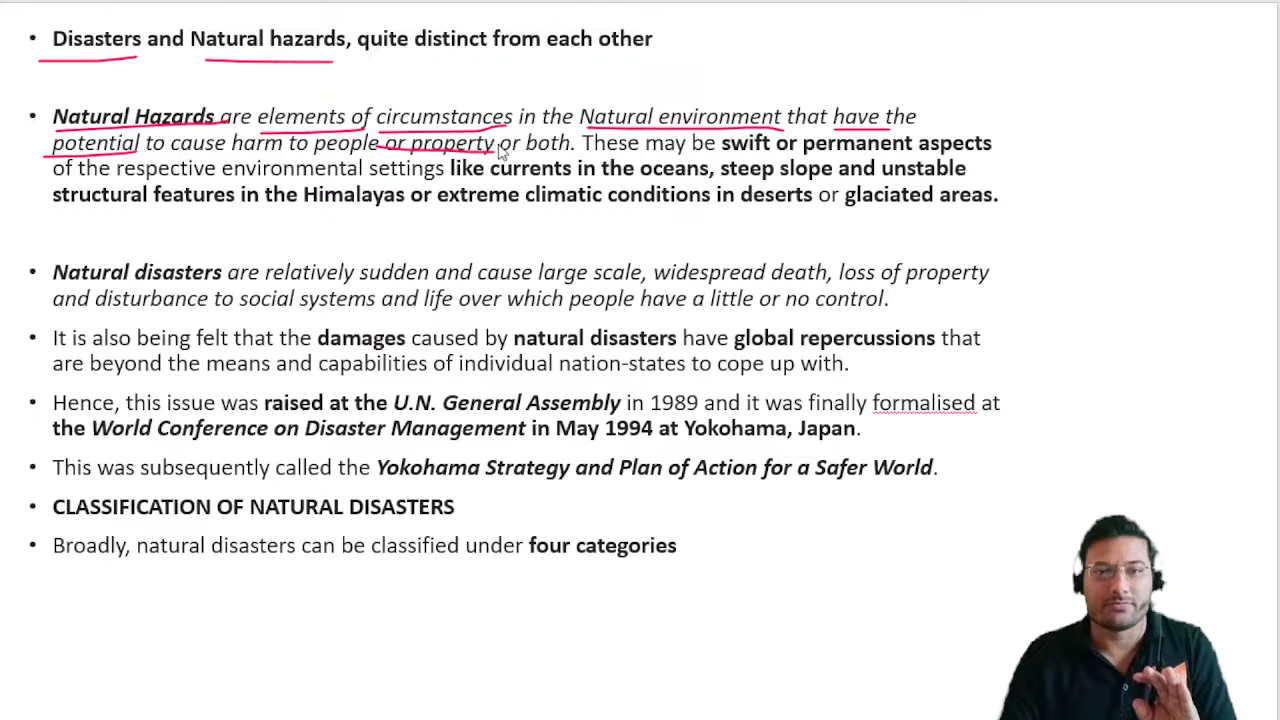 • Disasters and Natural hazards, quite distinct from each other
• Natural Hazards are elements of circumstances in the Natural environment that have the
potential to cause harm to people or property or both. These may be swift or permanent aspects
of the respective environmental settings like currents in the oceans, steep slope and unstable
structural features in the Himalayas or extreme climatic conditions in deserts or glaciated areas.
• Natural disasters are relatively sudden and cause large scale, widespread death, loss of property
and disturbance to social systems and life over which people have a little or no control.
• It is also being felt that the damages caused by natural disasters have global repercussions that
are beyond the means and capabilities of individual nation-states to cope up with.
• Hence, this issue was raised at the U.N. General Assembly in 1989 and it was finally formalised at
the World Conference on Disaster Management in May 1994 at Yokohama, Japan.
• This was subsequently called the Yokohama Strategy and Plan of Action for a Safer World.
• CLASSIFICATION OF NATURAL DISASTERS
• Broadly, natural disasters can be classified under four categories